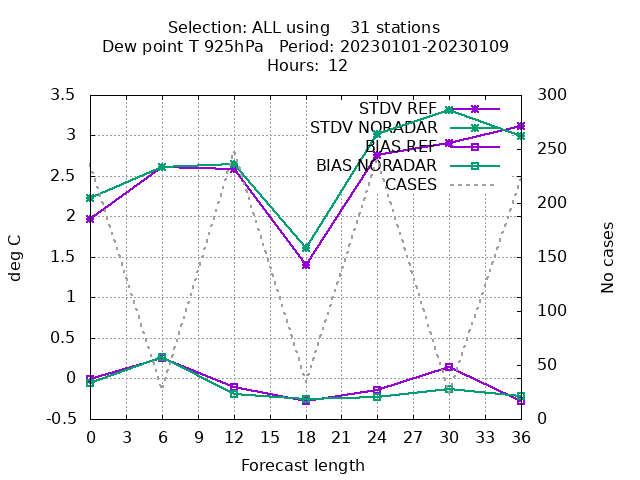 Selection: ALL using    31 stations
Dew point T 925hPa   Period: 20230101-20230109
Hours: 12
3.5
3
2.5
2
1.5
1
0.5
0
-0.5
deg C
STDV REF
STDV NORADAR
BIAS REF
BIAS NORADAR
CASES
300
250
200
150
100
50
0
No cases
0 3 6 9 12 15 18 21 24 27 30 33 36
Forecast length